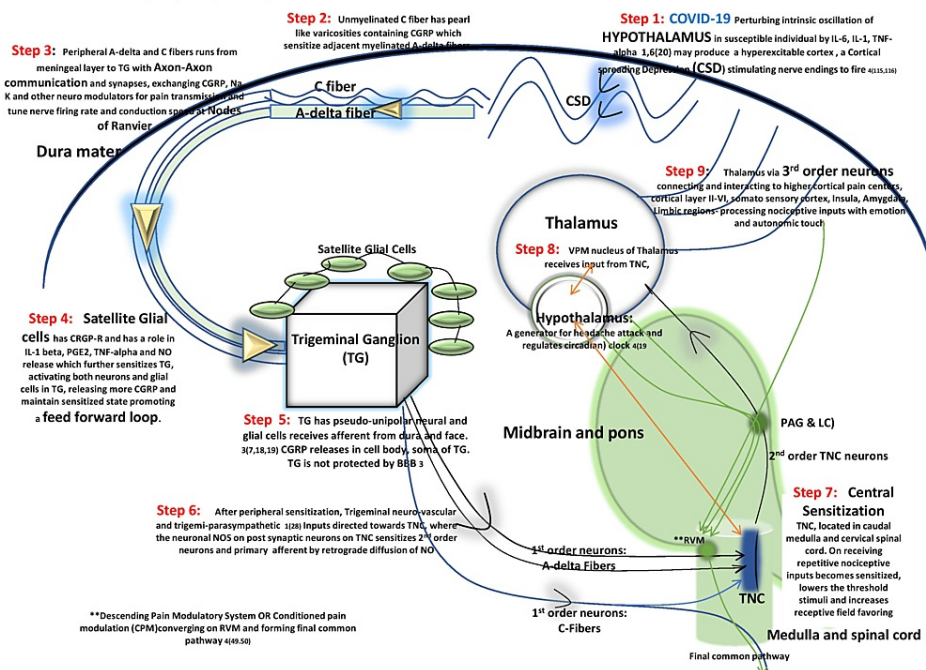 Step 1: COVID-19 Perturbing intrinsic oscillation of
HYPOTHALAMUS in susceptible individual by IL-6, IL-1, TNF-
alpha 1,6(20) may produce a hyperexcitable cortex , a Cortical
spreading Depression (CSD) stimulating nerve endings to fire 4(115,116)
Step 2: Unmyelinated C fiber has pearl
like varicosities containing CGRP which
sensitize adjacent myelinated A-delta fibers
Step 3: Peripheral A-delta and C fibers runs from
meningeal layer to TG with Axon-Axon
communication and synapses, exchanging CGRP, Na-
K and other neuro modulators for pain transmission and
tune nerve firing rate and conduction speed at Nodes
of Ranvier.
Dura mater
C fiber
A-delta fiber
CSD
Step 9: Thalamus via 3rd order neurons
connecting and interacting to higher cortical pain centers,
cortical layer II-VI, somato sensory cortex, Insula, Amygdala,
Limbic regions- processing nociceptive inputs with emotion
and autonomic touch
Thalamus
Step 8: VPM nucleus of Thalamus
receives input from TNC,
Hypothalamus:
A generator for headache attack and
regulates circadian) clock 4(19
Satellite Glial Cells
Trigeminal Ganglion
(TG)
Step 4: Satellite Glial
cells has CRGP-R and has a role in
IL-1 beta, PGE2, TNF-alpha and NO
release which further sensitizes TG,
activating both neurons and glial
cells in TG, releasing more CGRP and
maintain sensitized state promoting
a feed forward loop.
Step 5: TG has pseudo-unipolar neural and
glial cells receives afferent from dura and face.
3(7,18,19) CGRP releases in cell body, soma of TG.
TG is not protected by BBB 3
Midbrain and pons
PAG & LC)
2nd order TNC neurons
Step 6: After peripheral sensitization, Trigeminal neuro-vascular
and trigemi-parasympathetic 1(28) Inputs directed towards TNC, where
the neuronal NOS on post synaptic neurons on TNC sensitizes 2nd order
neurons and primary afferent by retrograde diffusion of NO
Step 7: Central
Sensitization
TNC, located in caudal
medulla and cervical spinal
cord. On receiving
repetitive nociceptive
inputs becomes sensitized,
lowers the threshold
stimuli and increases
receptive field favoring
**RVM
1st order neurons:
A-delta Fibers
TNC
1st order neurons:
C-Fibers
Medulla and spinal cord
Final common pathway
**Descending Pain Modulatory System OR Conditioned pain
modulation (CPM)converging on RVM and forming final common
pathway 4(49.50)